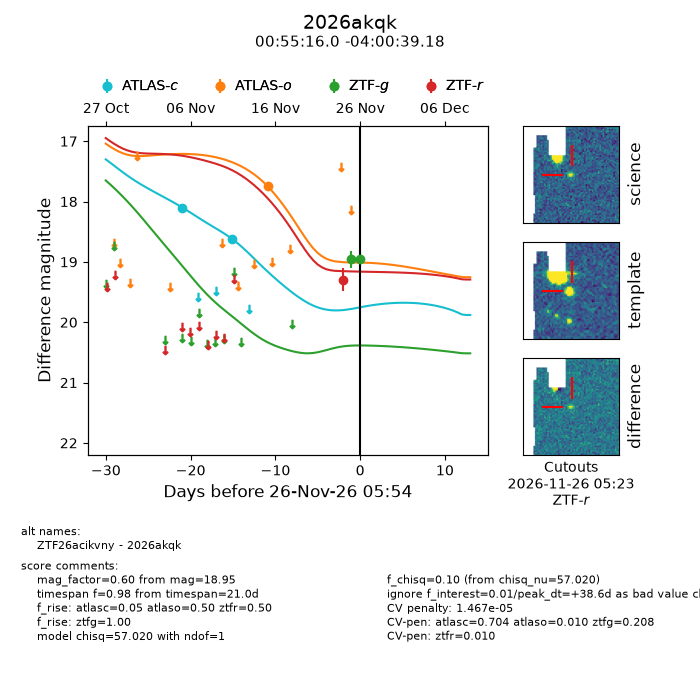 2026akqk
00:55:16.0 -04:00:39.18
ATLAS-c
ATLAS-o
ZTF-g
ZTF-r
27 Oct
06 Nov
16 Nov
26 Nov
06 Dec
17
18
19
20
21
22
Difference magnitude
−30
−20
−10
0
10
Days before 26-Nov-26 05:54
science
template
difference
Cutouts
2026-11-26 05:23
ZTF-r
alt names:
ZTF26acikvny - 2026akqk
score comments:
mag_factor=0.60 from mag=18.95
timespan f=0.98 from timespan=21.0d
f_rise: atlasc=0.05 atlaso=0.50 ztfr=0.50
f_rise: ztfg=1.00
model chisq=57.020 with ndof=1
f_chisq=0.10 (from chisq_nu=57.020)
ignore f_interest=0.01/peak_dt=+38.6d as bad value
CV penalty: 1.467e-05
CV-pen: atlasc=0.704 atlaso=0.010 ztfg=0.208
CV-pen: ztfr=0.010